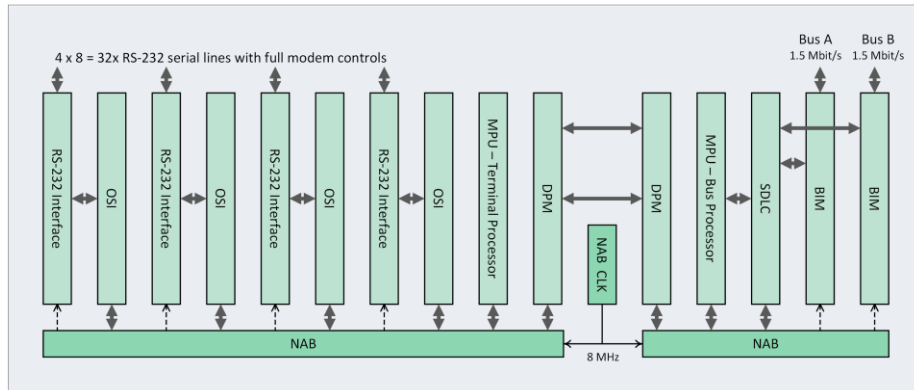 Bus A
1.5 Mbit/s
Bus B
1.5 Mbit/s
4 x 8 = 32x RS-232 serial lines with full modem controls
RS-232 Interface
OSI
RS-232 Interface
OSI
RS-232 Interface
OSI
RS-232 Interface
OSI
MPU – Terminal Processor
DPM
NAB CLK
DPM
MPU – Bus Processor
SDLC
BIM
BIM
NAB
8 MHz
NAB